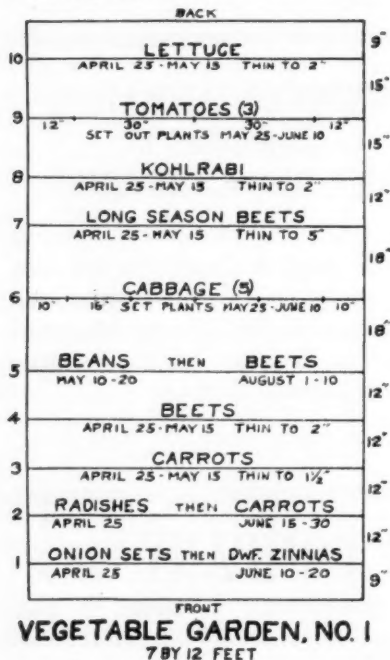 BACK
9"
10 LETTUCE
APRIL 25-MAY 15 THIN TO 2"
15"
TOMATOES (3)
9
12" 30" 30" 12"
SET OUT PLANTS MAY 25-JUNE 10
15"
KOHLRABI
8
APRIL 25-MAY 15 THIN TO 2"
12"
LONG SEASON BEETS
7
APRIL 25-MAY 15 THIN TO 5"
18"
CABBAGE (5)
6
10" 16" SET PLANTS MAY 25-JUNE 10 10"
18"
BEANS THEN BEETS
5
MAY 10-20 AUGUST 1-10
12"
BEETS
4
APRIL 25-MAY 15 THIN TO 2"
12"
CARROTS
3
APRIL 25-MAY 15 THIN TO 1½"
12"
RADISHES THEN CARROTS
2
APRIL 25 JUNE 15-30
12"
ONION SETS THEN DWF. ZINNIAS
1
APRIL 25 JUNE 10-20
9"
FRONT
VEGETABLE GARDEN, NO. 1
7 BY 12 FEET